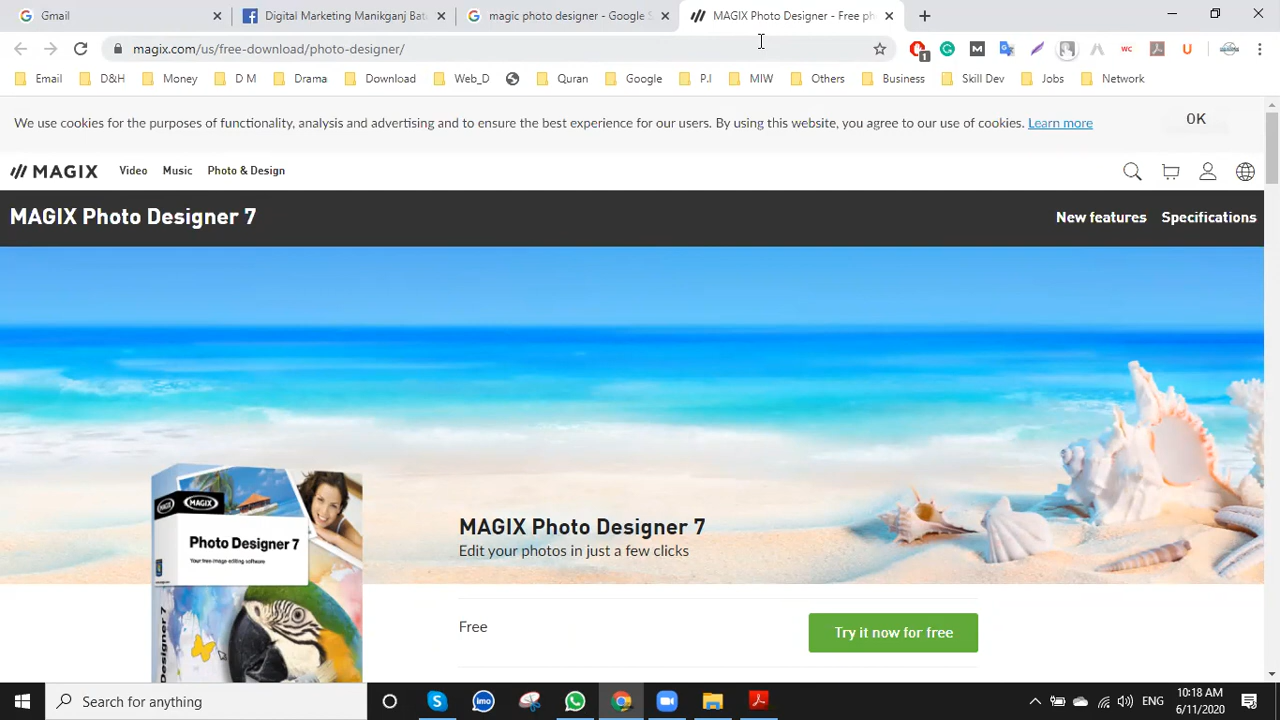 Gmail
Digital Marketing Manikganj Bat
magic photo designer - Google S
MAGIX Photo Designer - Free ph
magix.com/us/free-download/photo-designer/
Email D&H Money D M Drama Download Web_D Quran Google P.I MIW Others Business Skill Dev Jobs Network
We use cookies for the purposes of functionality, analysis and advertising and to ensure the best experience for our users. By using this website, you agree to our use of cookies. Learn more
OK
MAGIX Video Music Photo & Design
MAGIX Photo Designer 7
New features Specifications
MAGIX
Photo Designer 7
Your free image editing software
MAGIX Photo Designer 7
Edit your photos in just a few clicks
Free
Try it now for free
Search for anything
ENG
10:18 AM
6/11/2020